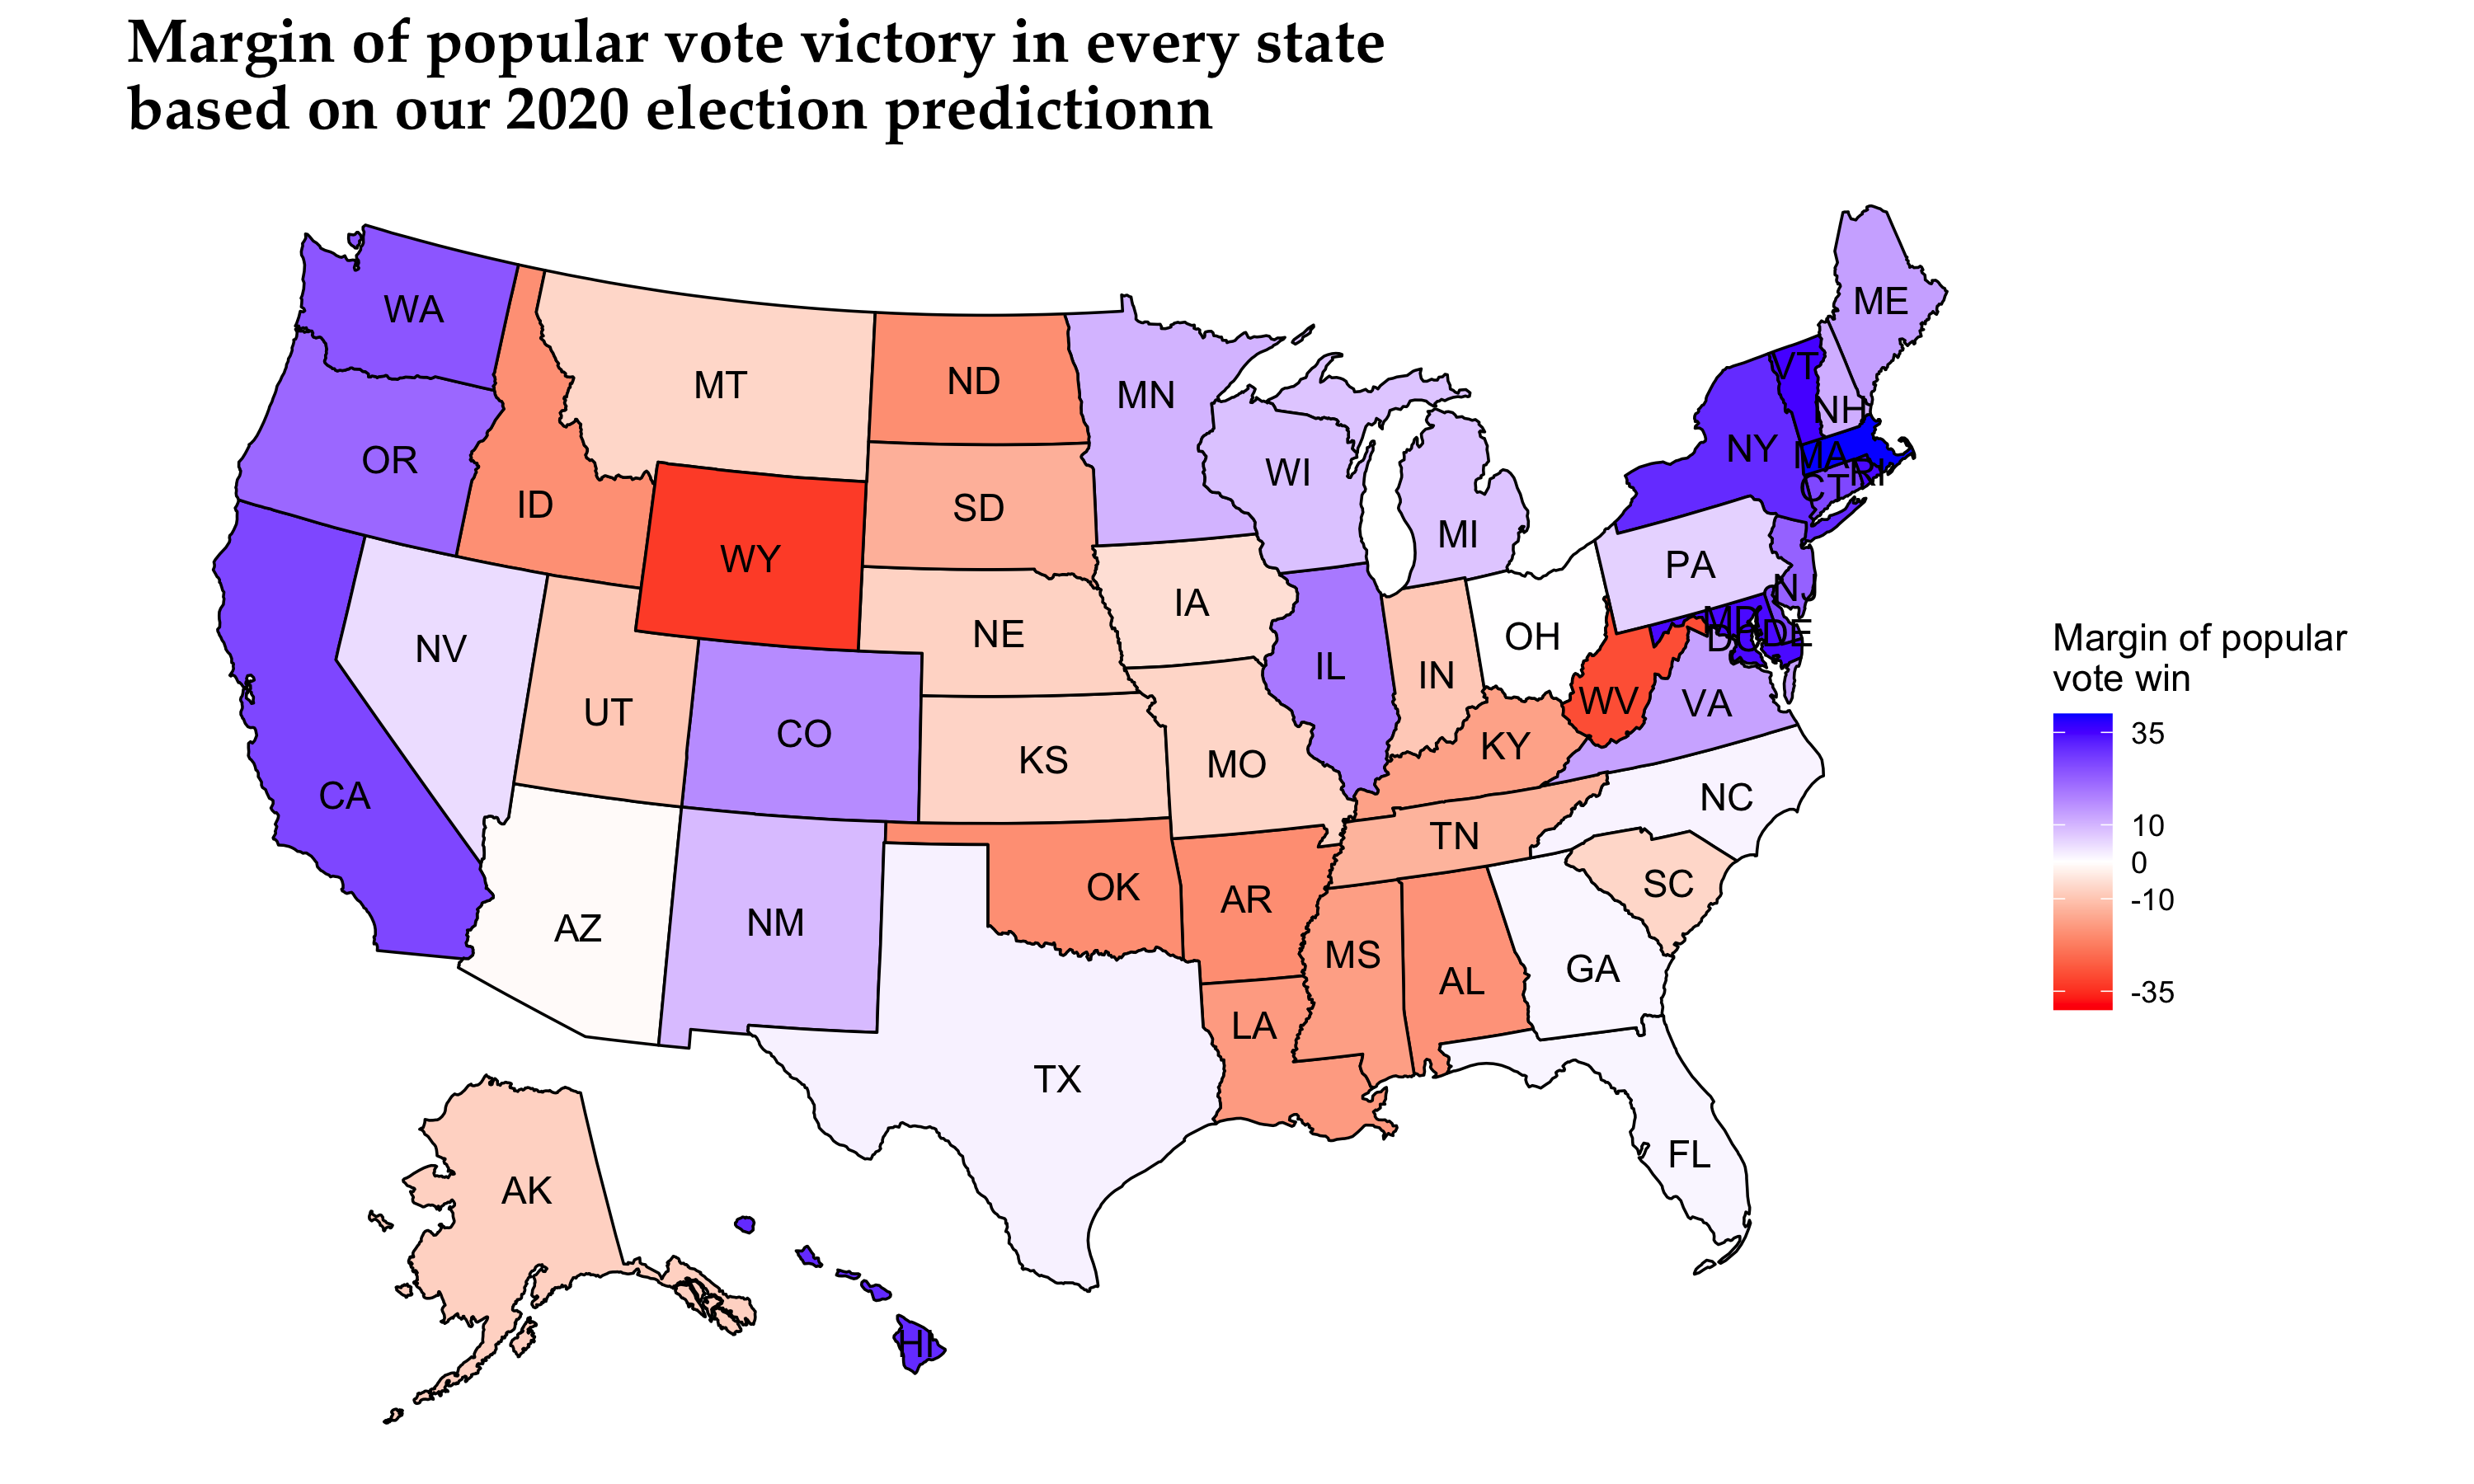 Margin of popular vote victory in every state
based on our 2020 election predictionn
ME
WA
VT
MT
ND
MN
NH
OR
NY
MA
WI
RI
CT
ID
SD
MI
WY
PA
NJ
IA
MD
NE
OH
DC
DE
NV
IL
IN
UT
WV
VA
CO
KY
KS
MO
CA
NC
TN
OK
SC
AR
NM
AZ
MS
GA
AL
LA
TX
FL
AK
HI
Margin of popular
vote win
35
10
0
-10
-35